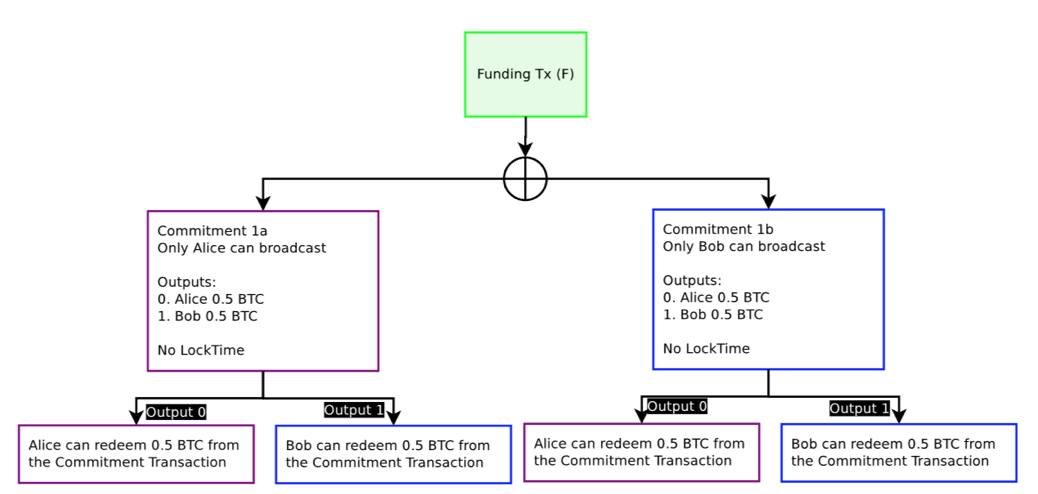 Funding Tx (F)
Commitment 1a
Only Alice can broadcast
Outputs:
0. Alice 0.5 BTC
1. Bob 0.5 BTC
No LockTime
Commitment 1b
Only Bob can broadcast
Outputs:
0. Alice 0.5 BTC
1. Bob 0.5 BTC
No LockTime
Output 0
Output 1
Output 0
Output 1
Alice can redeem 0.5 BTC from
the Commitment Transaction
Bob can redeem 0.5 BTC from
the Commitment Transaction
Alice can redeem 0.5 BTC from
the Commitment Transaction
Bob can redeem 0.5 BTC from
the Commitment Transaction